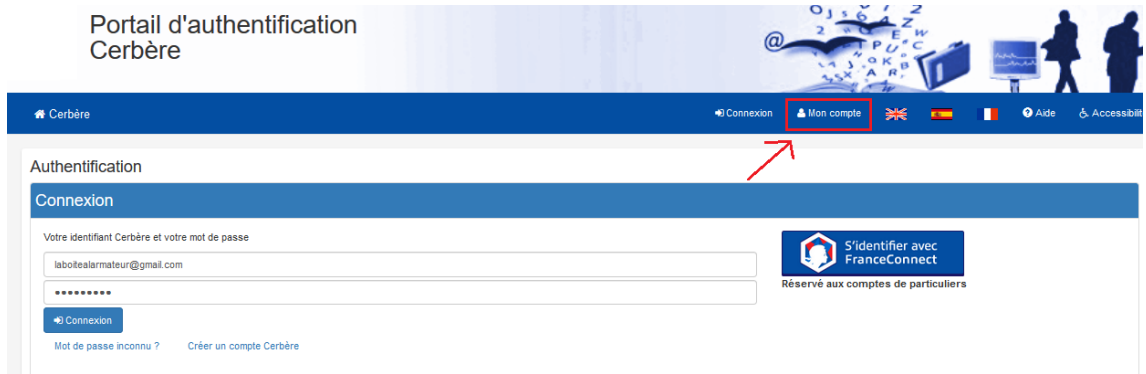 Portail d'authentification
Cerbère
Cerbère
Connexion
Mon compte
Aide
Authentification
Connexion
Votre identifiant Cerbère et votre mot de passe
laboitealarmateur@gmail.com
Connexion
Mot de passe inconnu ?
Créer un compte Cerbère
S'identifier avec
FranceConnect
Réservé aux comptes de particuliers